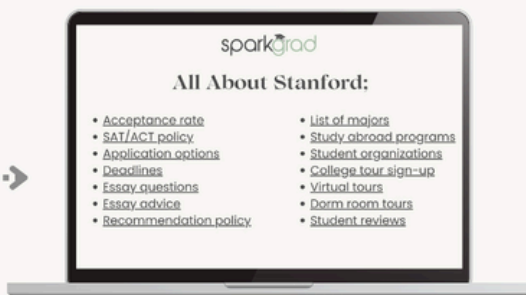 sparkgrad
All About Stanford;
• Acceptance rate
• SAT/ACT policy
• Application options
• Deadlines
• Essay questions
• Essay advice
• Recommendation policy
• List of majors
• Study abroad programs
• Student organizations
• College tour sign-up
• Virtual tours
• Dorm room tours
• Student reviews